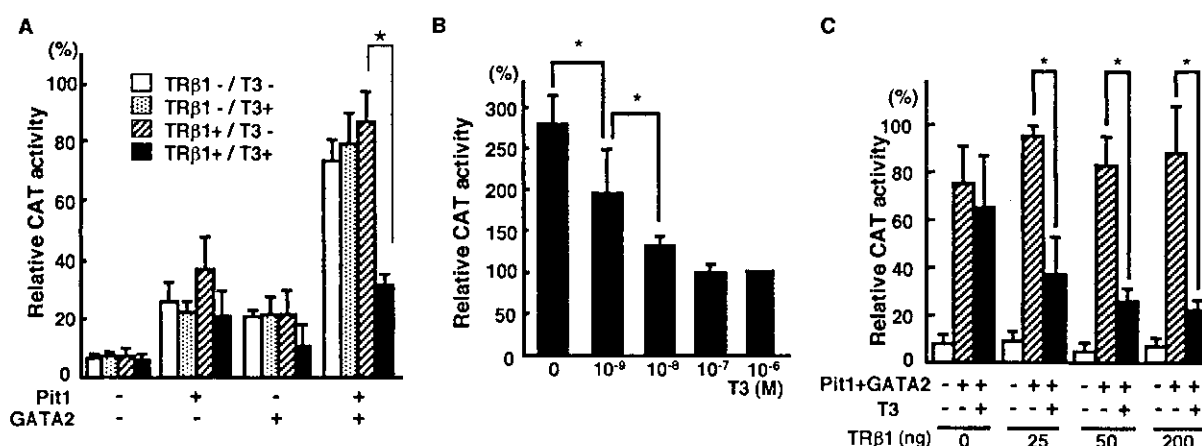 A
(%)
*
TRβ1 - / T3 -
TRβ1 - / T3+
TRβ1+ / T3 -
TRβ1+ / T3+
100
80
60
40
20
0
Relative CAT activity
Pit1 - + - +
GATA2 - - + +
B
(%)
*
*
300
250
200
150
100
50
0
Relative CAT activity
0 10-9 10-8 10-7 10-6
T3 (M)
C
(%)
* * *
100
80
60
40
20
0
Relative CAT activity
Pit1+GATA2 - + + - + + - + + - + +
T3 - - + - - + - - + - - +
TRβ1 (ng) 0 25 50 200